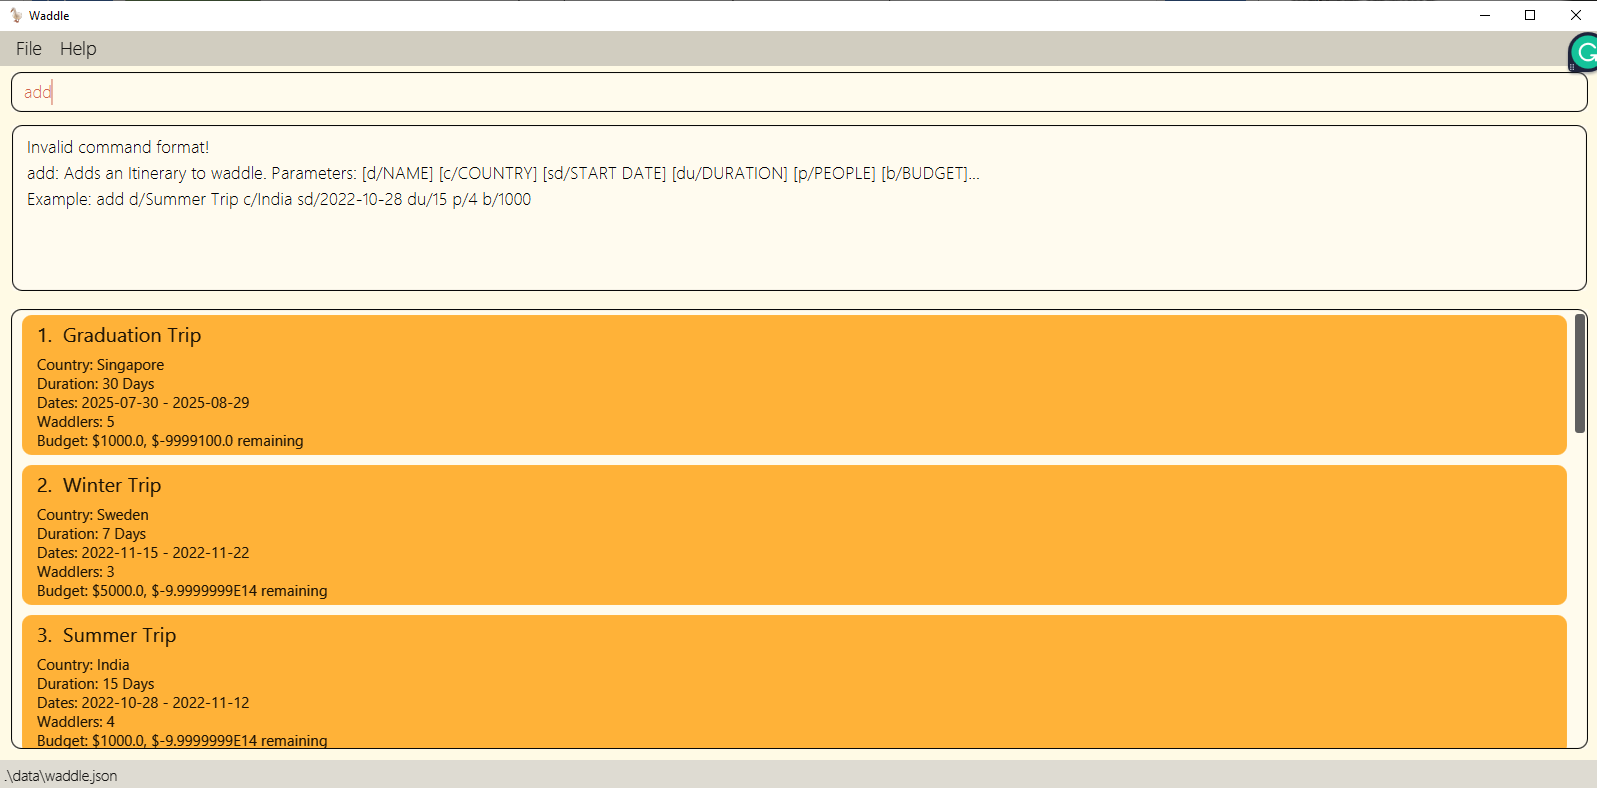 Waddle
File Help
add
Invalid command format!
add: Adds an Itinerary to waddle. Parameters: [d/NAME] [c/COUNTRY] [sd/START DATE] [du/DURATION] [p/PEOPLE] [b/BUDGET]...
Example: add d/Summer Trip c/India sd/2022-10-28 du/15 p/4 b/1000
1. Graduation Trip
Country: Singapore
Duration: 30 Days
Dates: 2025-07-30 - 2025-08-29
Waddlers: 5
Budget: $1000.0, $-9999100.0 remaining
2. Winter Trip
Country: Sweden
Duration: 7 Days
Dates: 2022-11-15 - 2022-11-22
Waddlers: 3
Budget: $5000.0, $-9.9999999E14 remaining
3. Summer Trip
Country: India
Duration: 15 Days
Dates: 2022-10-28 - 2022-11-12
Waddlers: 4
Budget: $1000.0, $-9.9999999E14 remaining
.\data\waddle.json